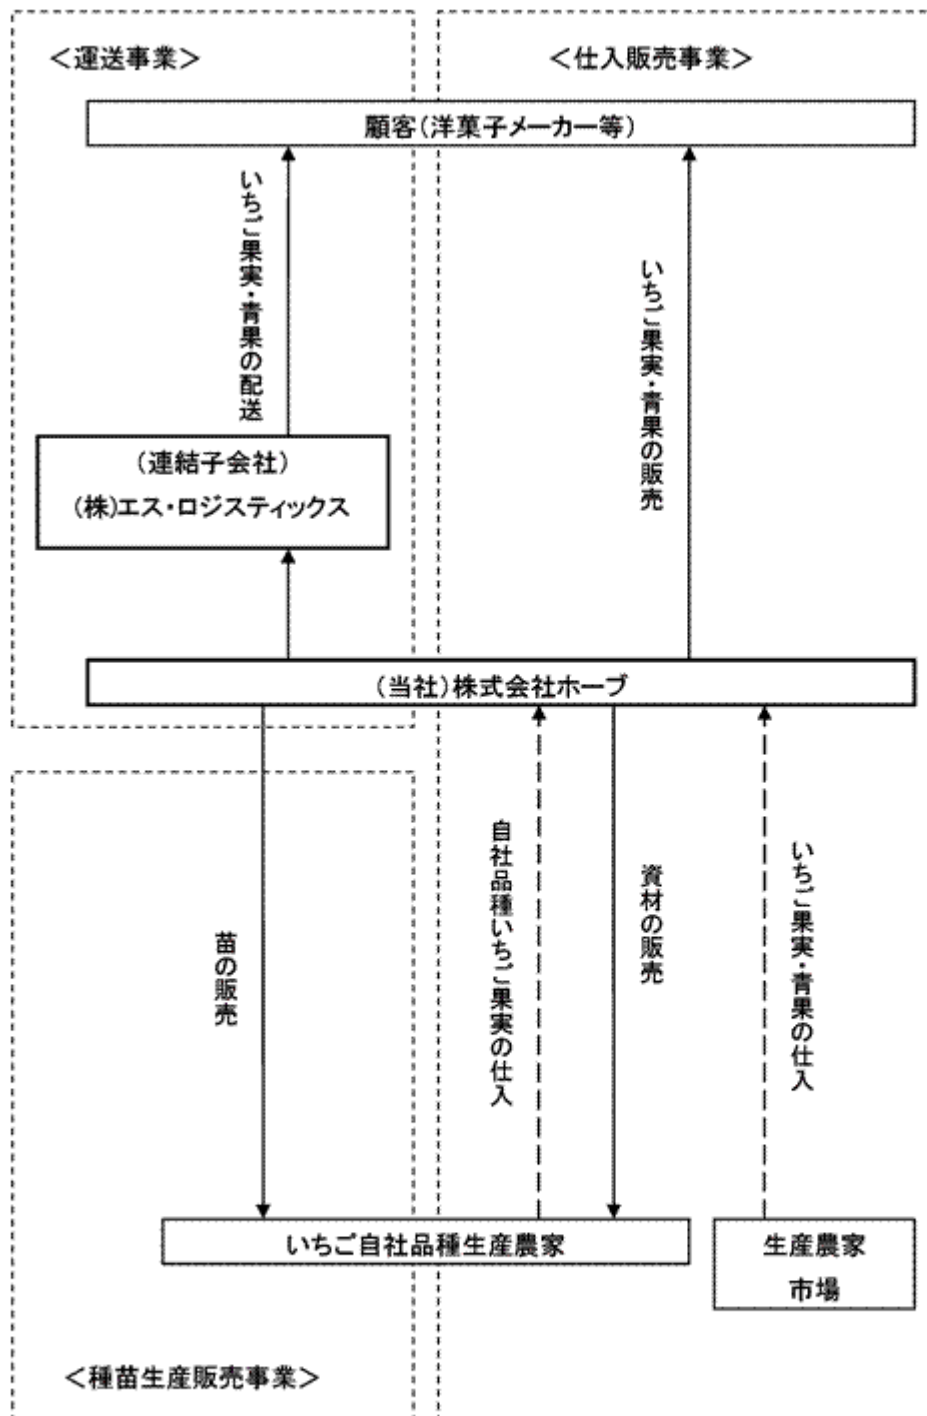 ＜運送事業＞
＜仕入販売事業＞
顧客（洋菓子メーカー等）
いちご果実・青果の配送
いちご果実・青果の販売
（連結子会社）
（株）エス・ロジスティックス
（当社）株式会社ホーブ
苗の販売
自社品種いちご果実の仕入
資材の販売
いちご果実・青果の仕入
いちご自社品種生産農家
生産農家
市場
＜種苗生産販売事業＞